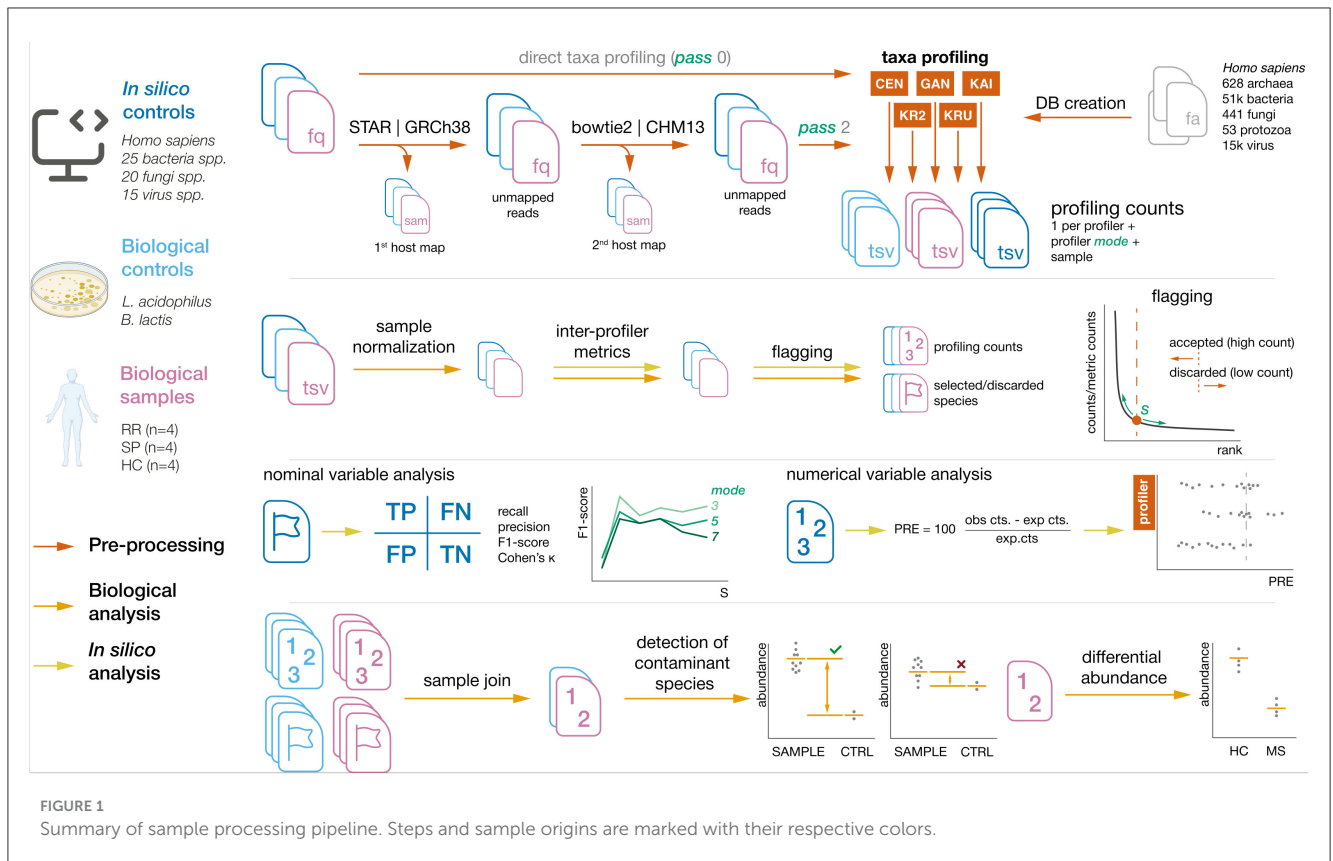 In silico
controls
Homo sapiens
25 bacteria spp.
20 fungi spp.
15 virus spp.
Biological
controls
L. acidophilus
B. lactis
Biological
samples
RR (n=4)
SP (n=4)
HC (n=4)
Pre-processing
Biological
analysis
In silico
analysis
direct taxa profiling (pass 0)
fq
STAR | GRCh38
sam
1st host map
fq
unmapped
reads
bowtie2 | CHM13
sam
2nd host map
fq
unmapped
reads
pass 2
taxa profiling
CEN
GAN
KAI
KR2
KRU
DB creation
fa
Homo sapiens
628 archaea
51k bacteria
441 fungi
53 protozoa
15k virus
tsv
tsv
tsv
profiling counts
1 per profiler +
profiler mode +
sample
tsv
sample
normalization
inter-profiler
metrics
flagging
1
2
3
profiling counts
selected/discarded
species
flagging
counts/metric counts
accepted (high count)
discarded (low count)
S
rank
nominal variable analysis
TP
FN
FP
TN
recall
precision
F1-score
Cohen's κ
F1-score
mode
3
5
7
S
numerical variable analysis
1
2
3
PRE = 100
obs cts. - exp cts.
exp.cts
profiler
PRE
1
2
3
1
2
3
sample join
1
2
detection of
contaminant
species
abundance
SAMPLE CTRL
abundance
SAMPLE CTRL
1
2
differential
abundance
abundance
HC MS
FIGURE 1
Summary of sample processing pipeline. Steps and sample origins are marked with their respective colors.